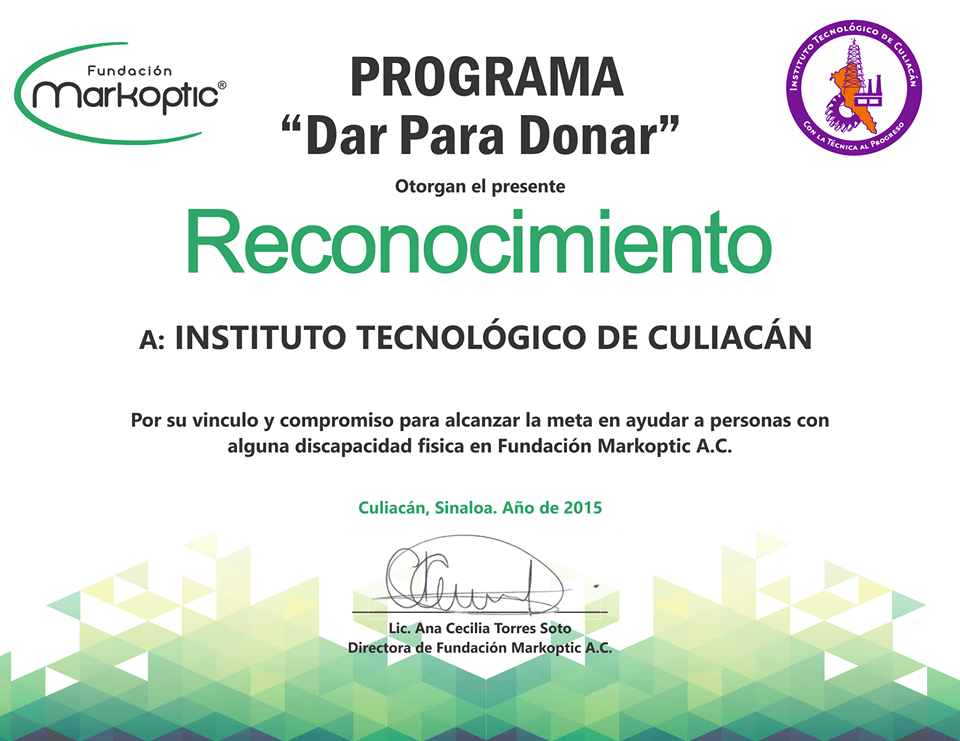 Fundación
Markoptic®
INSTITUTO TECNOLÓGICO DE CULIACÁN
CON LA TÉCNICA AL PROGRESO
PROGRAMA
“Dar Para Donar”
Otorgan el presente
Reconocimiento
A: INSTITUTO TECNOLÓGICO DE CULIACÁN
Por su vinculo y compromiso para alcanzar la meta en ayudar a personas con
alguna discapacidad fisica en Fundación Markoptic A.C.
Culiacán, Sinaloa. Año de 2015
Lic. Ana Cecilia Torres Soto
Directora de Fundación Markoptic A.C.